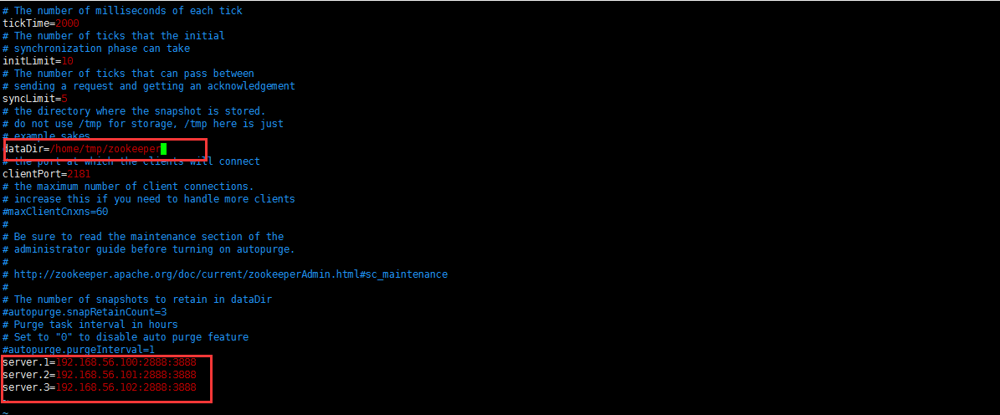 # The number of milliseconds of each tick
tickTime=2000
# The number of ticks that the initial
# synchronization phase can take
initLimit=10
# The number of ticks that can pass between
# sending a request and getting an acknowledgement
syncLimit=5
# the directory where the snapshot is stored.
# do not use /tmp for storage, /tmp here is just
# example sakes.
dataDir=/home/tmp/zookeeper
# the port at which the clients will connect
clientPort=2181
# the maximum number of client connections.
# increase this if you need to handle more clients
#maxClientCnxns=60
#
# Be sure to read the maintenance section of the
# administrator guide before turning on autopurge.
#
# http://zookeeper.apache.org/doc/current/zookeeperAdmin.html#sc_maintenance
#
# The number of snapshots to retain in dataDir
#autopurge.snapRetainCount=3
# Purge task interval in hours
# Set to "0" to disable auto purge feature
#autopurge.purgeInterval=1
server.1=192.168.56.100:2888:3888
server.2=192.168.56.101:2888:3888
server.3=192.168.56.102:2888:3888
~
~